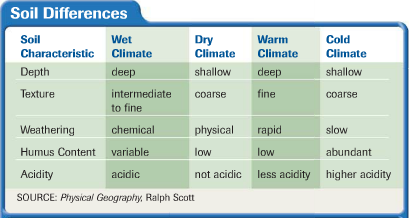 Soil Differences
Soil Characteristic Wet Climate Dry Climate Warm Climate Cold Climate
Depth deep shallow deep shallow
Texture intermediate to fine coarse fine coarse
Weathering chemical physical rapid slow
Humus Content variable low low abundant
Acidity acidic not acidic less acidity higher acidity
SOURCE: Physical Geography, Ralph Scott